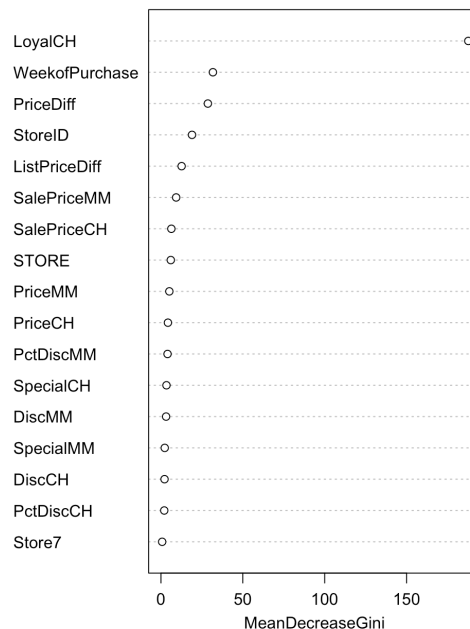 LoyalCH
WeekofPurchase
PriceDiff
StoreID
ListPriceDiff
SalePriceMM
SalePriceCH
STORE
PriceMM
PriceCH
PctDiscMM
SpecialCH
DiscMM
SpecialMM
DiscCH
PctDiscCH
Store7
0 50 100 150
MeanDecreaseGini